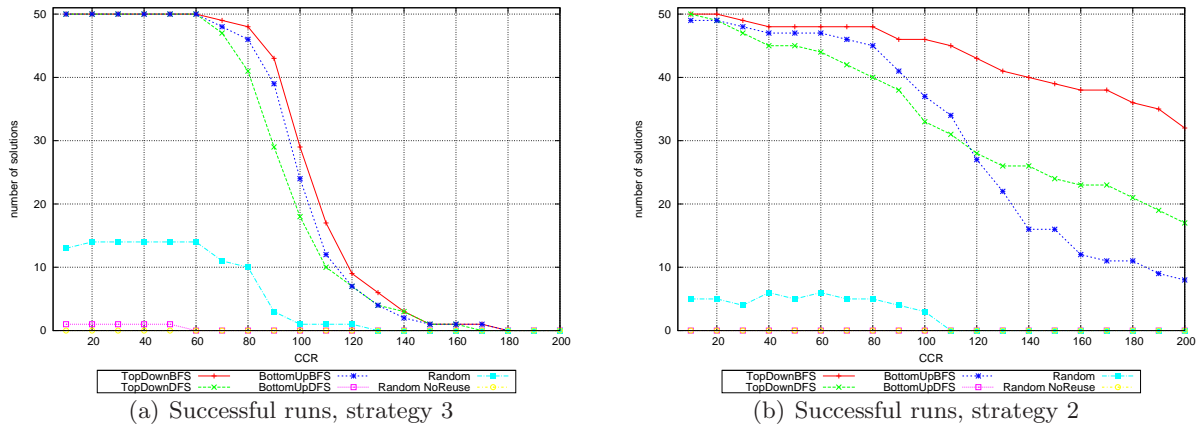 50
40
30
20
10
0
number of solutions
20 40 60 80 100 120 140 160 180 200
CCR
TopDownBFS BottomUpBFS Random
TopDownDFS BottomUpDFS Random NoReuse
(a) Successful runs, strategy 3
50
40
30
20
10
0
number of solutions
20 40 60 80 100 120 140 160 180 200
CCR
TopDownBFS BottomUpBFS Random
TopDownDFS BottomUpDFS Random NoReuse
(b) Successful runs, strategy 2